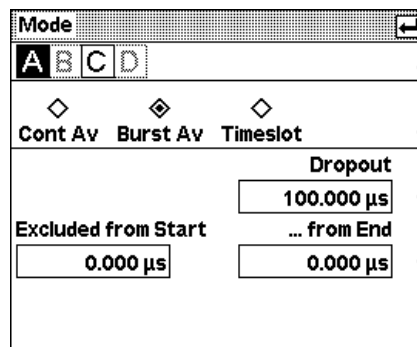 Mode
A B C D
Cont Av Burst Av Timeslot
Dropout
100.000 µs
Excluded from Start ... from End
0.000 µs 0.000 µs